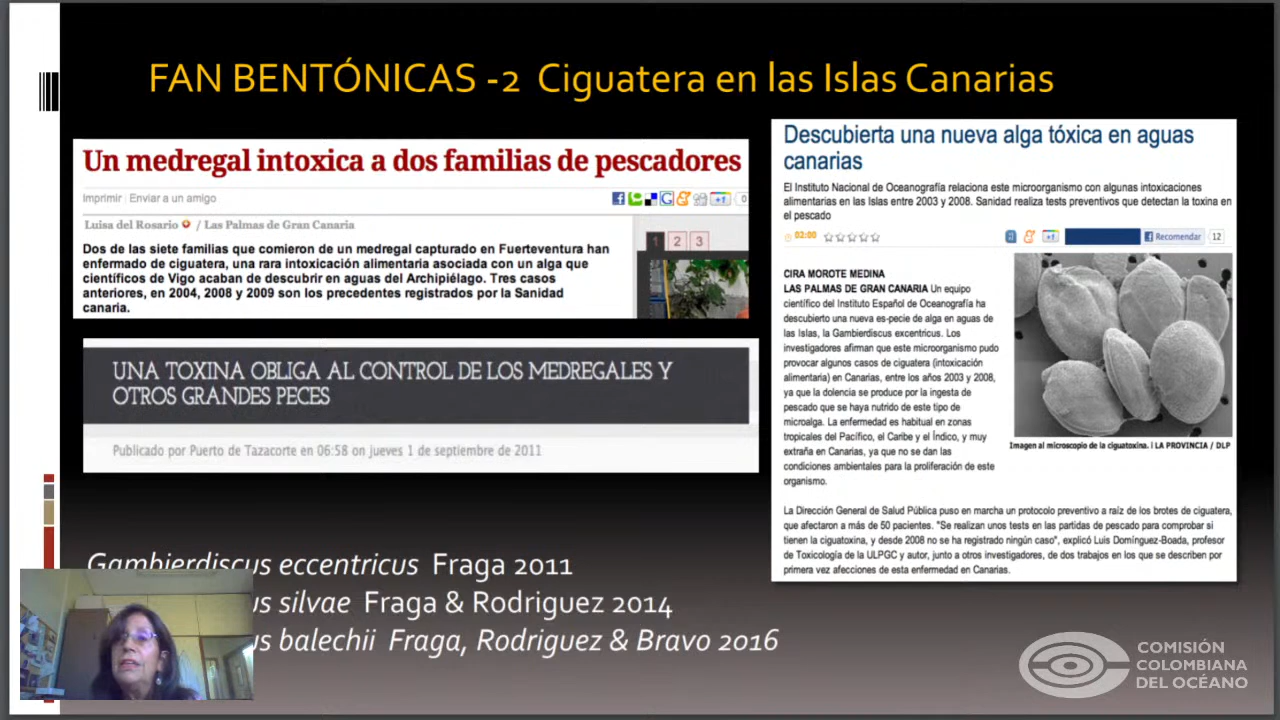 FAN BENTÓNICAS -2 Ciguatera en las Islas Canarias
Un medregal intoxica a dos familias de pescadores
Imprimir Enviar a un amigo
+1
0
Luisa del Rosario / Las Palmas de Gran Canaria
Dos de las siete familias que comieron de un medregal capturado en Fuerteventura han
enfermado de ciguatera, una rara intoxicación alimentaria asociada con un alga que
científicos de Vigo acaban de descubrir en aguas del Archipiélago. Tres casos
anteriores, en 2004, 2008 y 2009 son los precedentes registrados por la Sanidad
canaria.
1 2 3
UNA TOXINA OBLIGA AL CONTROL DE LOS MEDREGALES Y
OTROS GRANDES PECES
Publicado por Puerto de Tazacorte en 06:58 on jueves 1 de septiembre de 2011
Descubierta una nueva alga tóxica en aguas
canarias
El Instituto Nacional de Oceanografía relaciona este microorganismo con algunas intoxicaciones
alimentarias en las Islas entre 2003 y 2008. Sanidad realiza tests preventivos que detectan la toxina en
el pescado
02:00
+1
Recomendar
12
CIRA MOROTE MEDINA
LAS PALMAS DE GRAN CANARIA Un equipo
científico del Instituto Español de Oceanografía ha
descubierto una nueva es-pecie de alga en aguas de
las Islas, la Gambierdiscus excentricus. Los
investigadores afirman que este microorganismo pudo
provocar algunos casos de ciguatera (intoxicación
alimentaria) en Canarias, entre los años 2003 y 2008,
ya que la dolencia se produce por la ingesta de
pescado que se haya nutrido de este tipo de
microalga. La enfermedad es habitual en zonas
tropicales del Pacífico, el Caribe y el Índico, y muy
extraña en Canarias, ya que no se dan las
condiciones ambientales para la proliferación de este
organismo.
Imagen al microscopio de la ciguatoxina. | LA PROVINCIA / DLP
La Dirección General de Salud Pública puso en marcha un protocolo preventivo a raíz de los brotes de ciguatera,
que afectaron a más de 50 pacientes. "Se realizan unos tests en las partidas de pescado para comprobar si
tienen la ciguatoxina, y desde 2008 no se ha registrado ningún caso", explicó Luis Domínguez-Boada, profesor
de Toxicología de la ULPGC y autor, junto a otros investigadores, de dos trabajos en los que se describen por
primera vez afecciones de esta enfermedad en Canarias.
Gambierdiscus eccentricus Fraga 2011
us silvae Fraga & Rodriguez 2014
us balechii Fraga, Rodriguez & Bravo 2016
COMISIÓN
COLOMBIANA
DEL OCÉANO